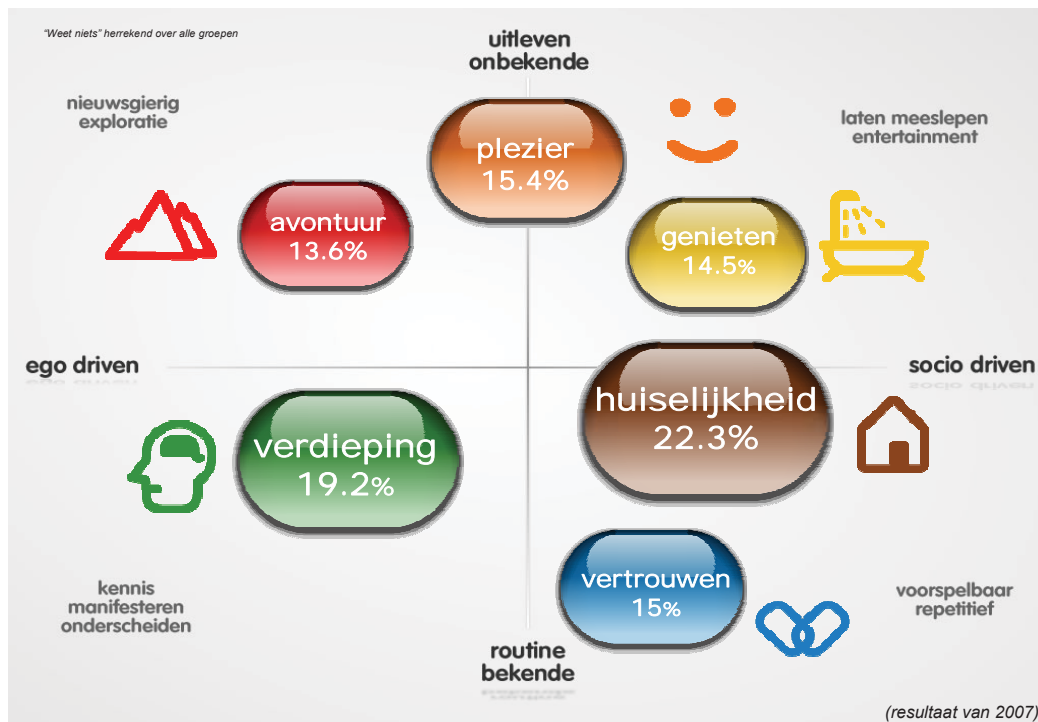 "Weet niets" herrekend over alle groepen
uitleven
onbekende
nieuwsgierig
exploratie
laten meeslepen
entertainment
plezier
15.4%
avontuur
13.6%
genieten
14.5%
ego driven
socio driven
huiselijkheid
22.3%
verdieping
19.2%
vertrouwen
15%
kennis
manifesteren
onderscheiden
voorspelbaar
repetitief
routine
bekende
(resultaat van 2007)